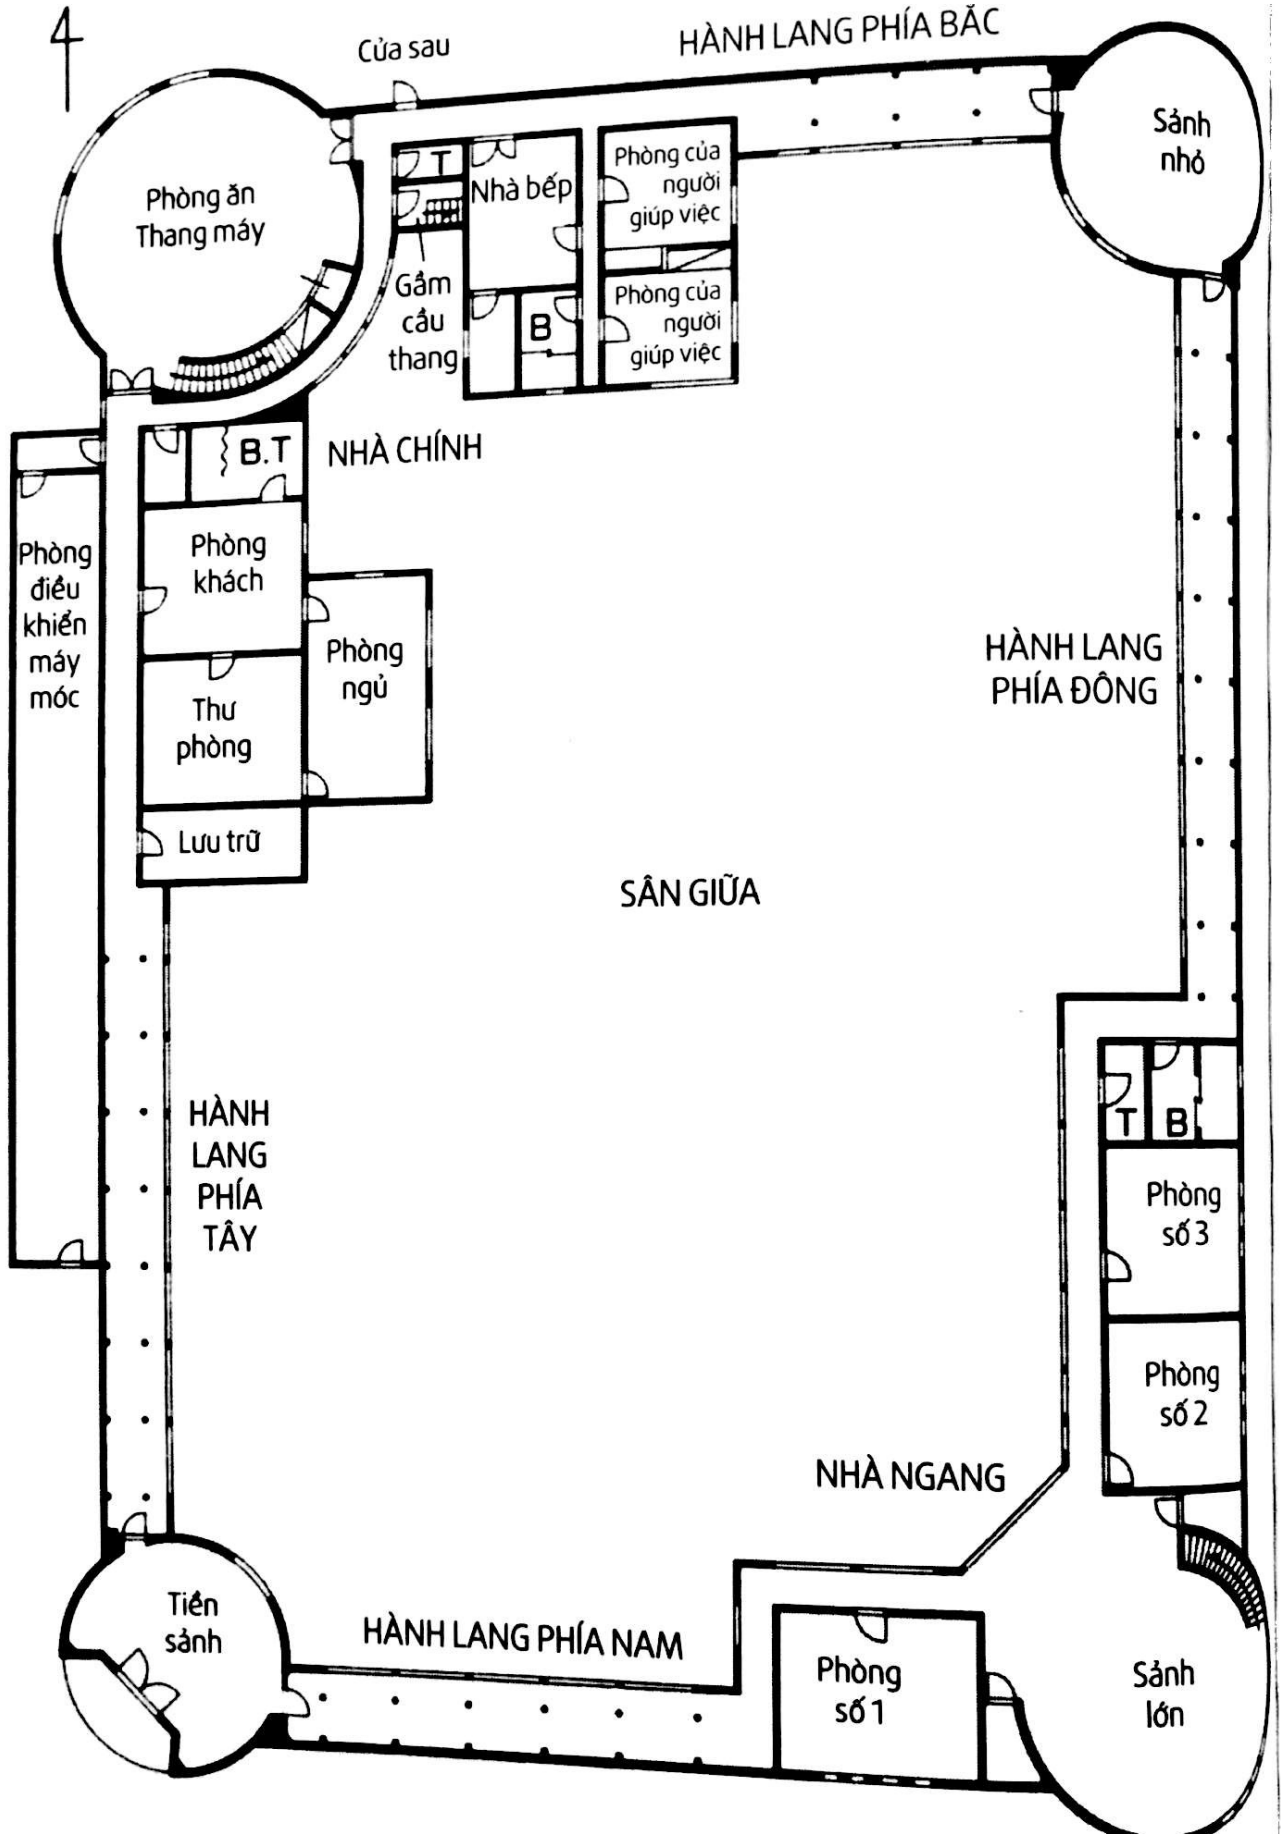 4
Cửa sau
HÀNH LANG PHÍA BẮC
Sảnh
nhỏ
Phòng ăn
Thang máy
T
Nhà bếp
Phòng của
người
giúp việc
Gầm
cầu
thang
B
Phòng của
người
giúp việc
B.T
NHÀ CHÍNH
Phòng
điều
khiển
máy
móc
Phòng
khách
Phòng
ngủ
Thư
phòng
Lưu trữ
HÀNH LANG
PHÍA ĐÔNG
SÂN GIỮA
HÀNH
LANG
PHÍA
TÂY
T
B
Phòng
số 3
Phòng
số 2
NHÀ NGANG
Tiền
sảnh
HÀNH LANG PHÍA NAM
Phòng
số 1
Sảnh
lớn